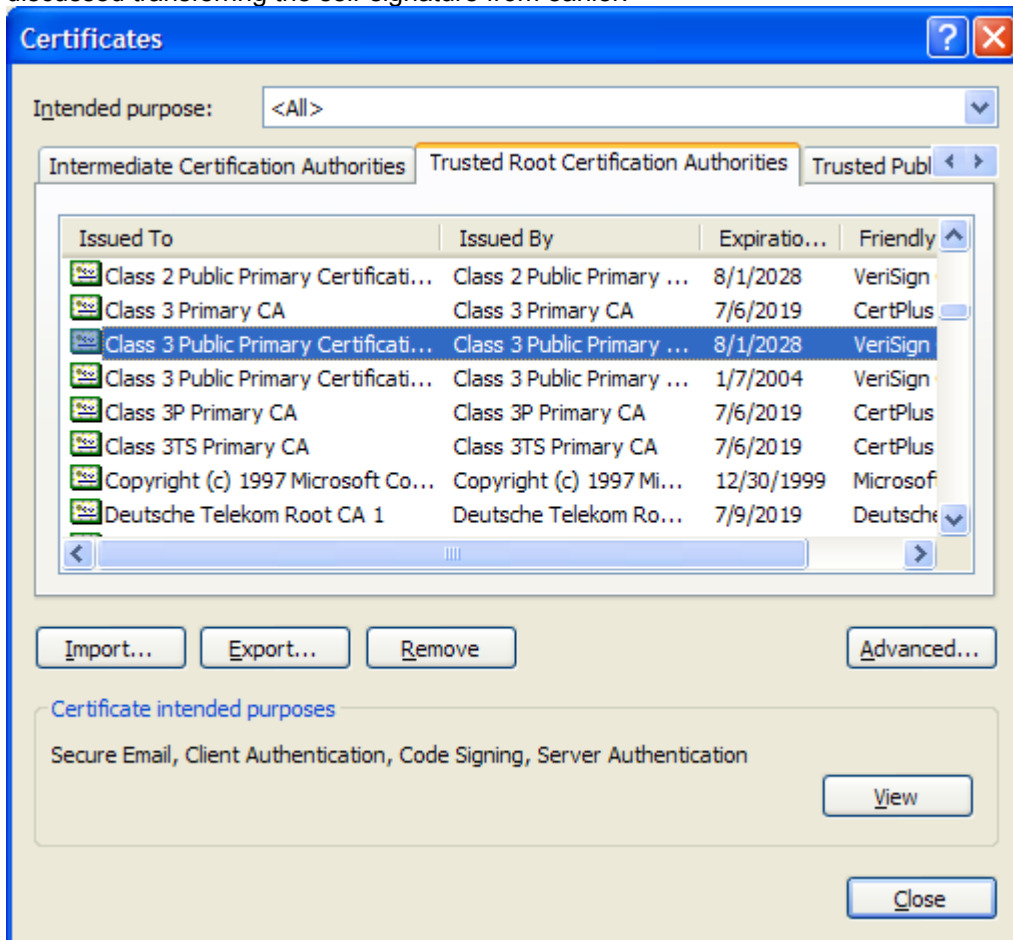 Certificates
Intended purpose: <All>
Intermediate Certification Authorities Trusted Root Certification Authorities Trusted Publ
Issued To Issued By Expiratio... Friendly
Class 2 Public Primary Certificati... Class 2 Public Primary ... 8/1/2028 VeriSign
Class 3 Primary CA Class 3 Primary CA 7/6/2019 CertPlus
Class 3 Public Primary Certificati... Class 3 Public Primary ... 8/1/2028 VeriSign
Class 3 Public Primary Certificati... Class 3 Public Primary ... 1/7/2004 VeriSign
Class 3P Primary CA Class 3P Primary CA 7/6/2019 CertPlus
Class 3TS Primary CA Class 3TS Primary CA 7/6/2019 CertPlus
Copyright (c) 1997 Microsoft Co... Copyright (c) 1997 Mi... 12/30/1999 Microsoft
Deutsche Telekom Root CA 1 Deutsche Telekom Ro... 7/9/2019 Deutsche
Import... Export... Remove Advanced...
Certificate intended purposes
Secure Email, Client Authentication, Code Signing, Server Authentication
View
Close